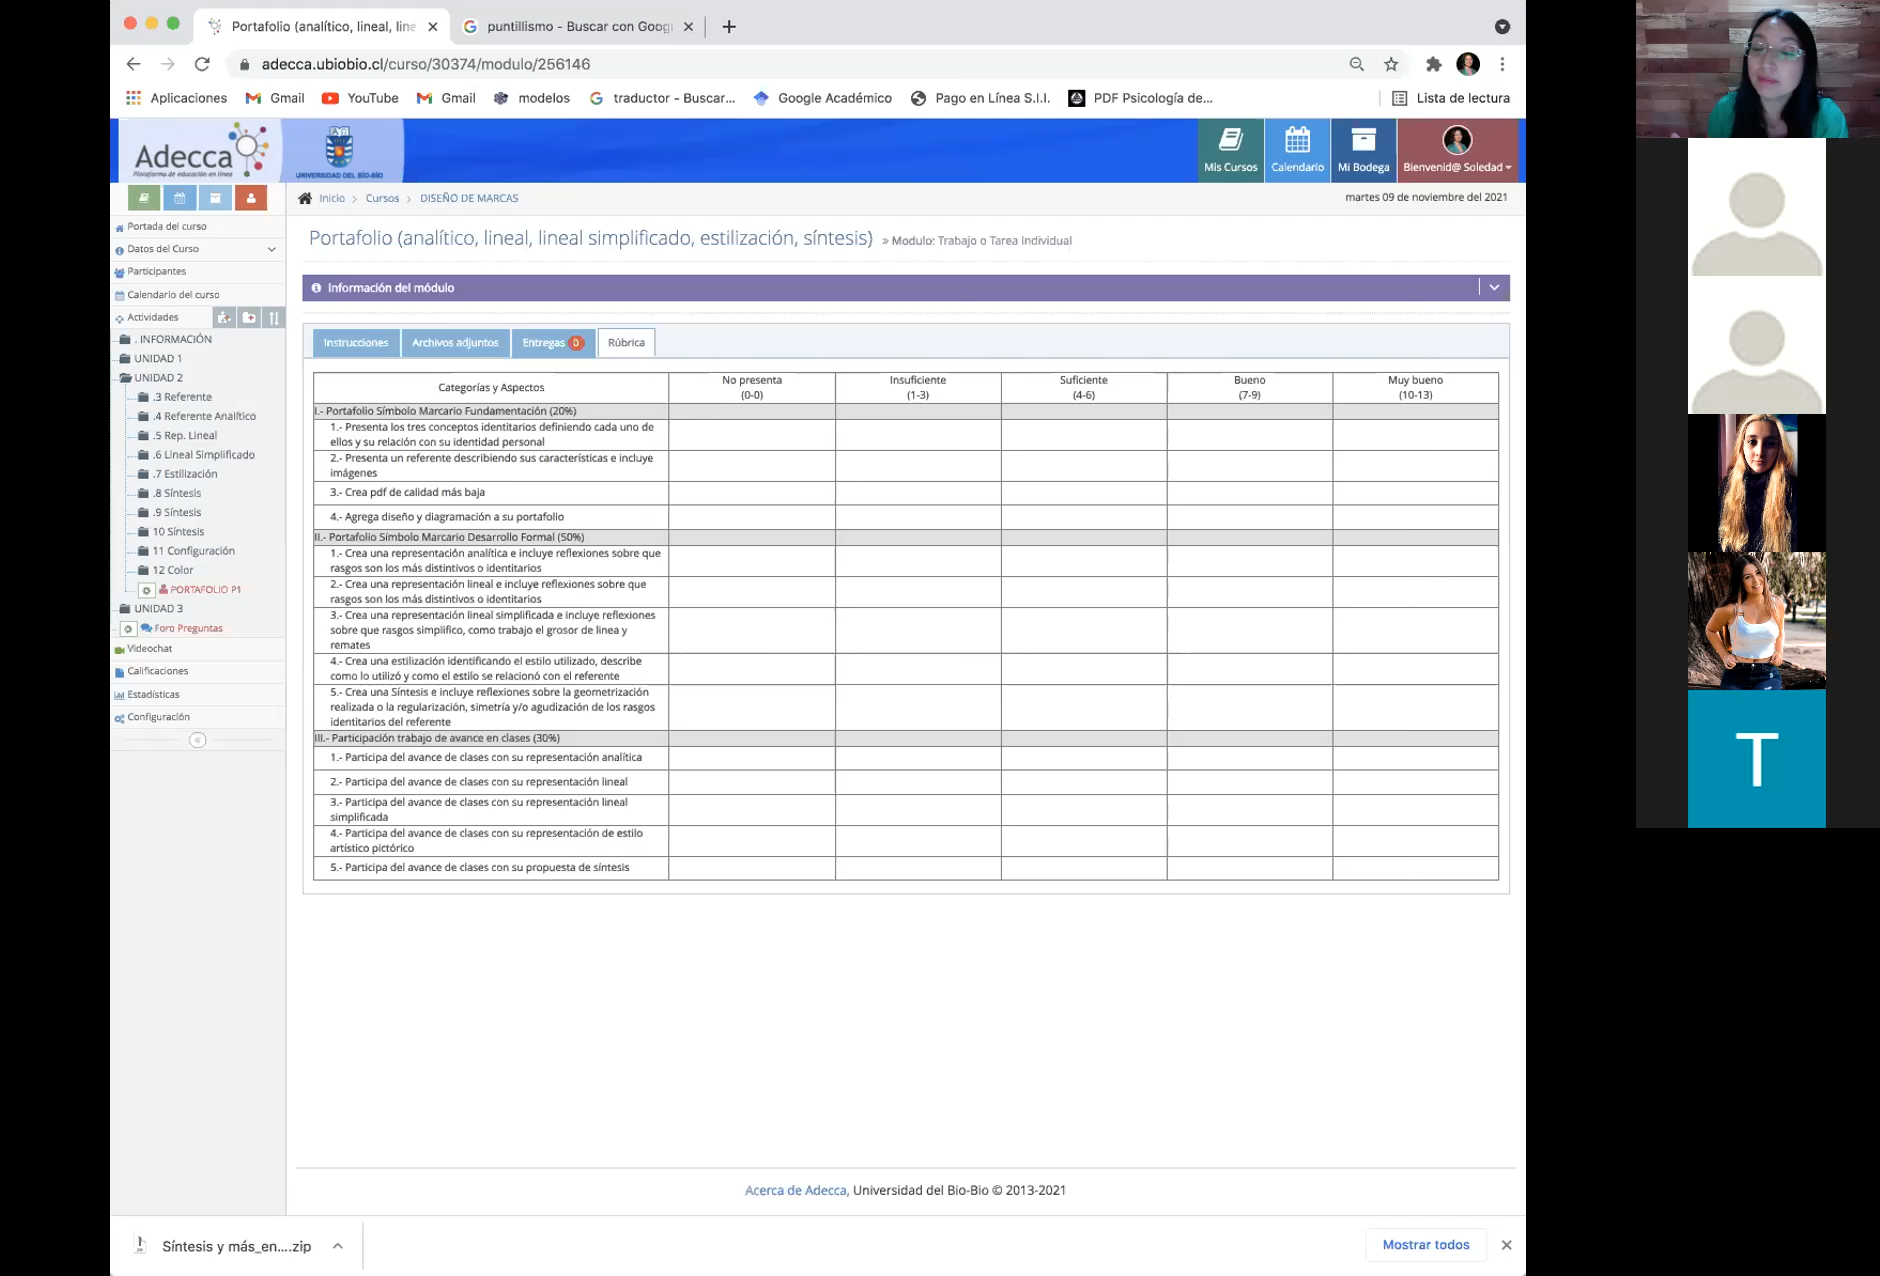 Portafolio (analítico, lineal, line
puntillismo - Buscar con Goog
adecca.ubiobio.cl/curso/30374/modulo/256146
Aplicaciones
Gmail
YouTube
Gmail
modelos
traductor - Buscar...
Google Académico
Pago en Línea S.I.I.
PDF Psicología de...
Lista de lectura
Adecca
Plataforma de educación en línea
UNIVERSIDAD DEL BÍO-BÍO
Mis Cursos
Calendario
Mi Bodega
Bienvenid@ Soledad
Inicio > Cursos > DISEÑO DE MARCAS
martes 09 de noviembre del 2021
Portada del curso
Datos del Curso
Participantes
Calendario del curso
Actividades
. INFORMACIÓN
UNIDAD 1
UNIDAD 2
.3 Referente
.4 Referente Analítico
.5 Rep. Lineal
.6 Lineal Simplificado
.7 Estilización
.8 Síntesis
.9 Síntesis
10 Síntesis
11 Configuración
12 Color
PORTAFOLIO P1
UNIDAD 3
Foro Preguntas
Videochat
Calificaciones
Estadísticas
Configuración
Portafolio (analítico, lineal, lineal simplificado, estilización, síntesis) » Modulo: Trabajo o Tarea Individual
Información del módulo
Instrucciones
Archivos adjuntos
Entregas 0
Rúbrica
Categorías y Aspectos
No presenta
(0-0)
Insuficiente
(1-3)
Suficiente
(4-6)
Bueno
(7-9)
Muy bueno
(10-13)
I.- Portafolio Símbolo Marcario Fundamentación (20%)
1.- Presenta los tres conceptos identitarios definiendo cada uno de
ellos y su relación con su identidad personal
2.- Presenta un referente describiendo sus características e incluye
imágenes
3.- Crea pdf de calidad más baja
4.- Agrega diseño y diagramación a su portafolio
II.- Portafolio Símbolo Marcario Desarrollo Formal (50%)
1.- Crea una representación analítica e incluye reflexiones sobre que
rasgos son los más distintivos o identitarios
2.- Crea una representación lineal e incluye reflexiones sobre que
rasgos son los más distintivos o identitarios
3.- Crea una representación lineal simplificada e incluye reflexiones
sobre que rasgos simplifico, como trabajo el grosor de linea y
remates
4.- Crea una estilización identificando el estilo utilizado, describe
como lo utilizó y como el estilo se relacionó con el referente
5.- Crea una Síntesis e incluye reflexiones sobre la geometrización
realizada o la regularización, simetría y/o agudización de los rasgos
identitarios del referente
III.- Participación trabajo de avance en clases (30%)
1.- Participa del avance de clases con su representación analítica
2.- Participa del avance de clases con su representación lineal
3.- Participa del avance de clases con su representación lineal
simplificada
4.- Participa del avance de clases con su representación de estilo
artístico pictórico
5.- Participa del avance de clases con su propuesta de síntesis
Acerca de Adecca, Universidad del Bio-Bio © 2013-2021
Síntesis y más_en....zip
Mostrar todos
T